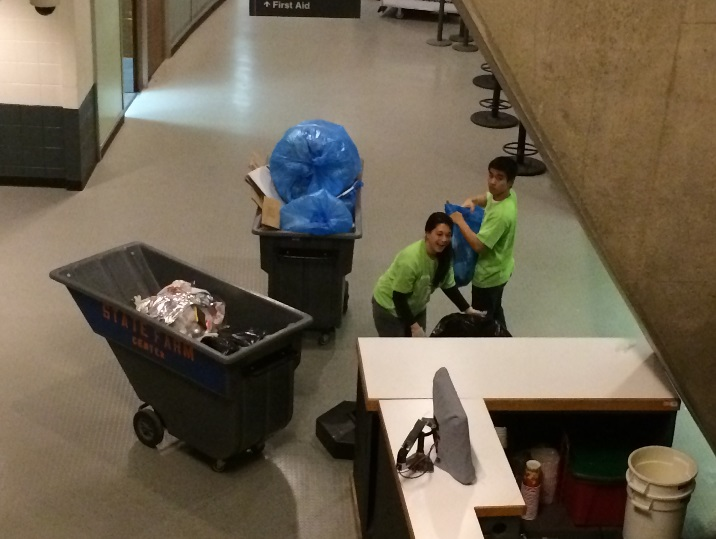 ↑ First Aid
STATE FARM
CENTER